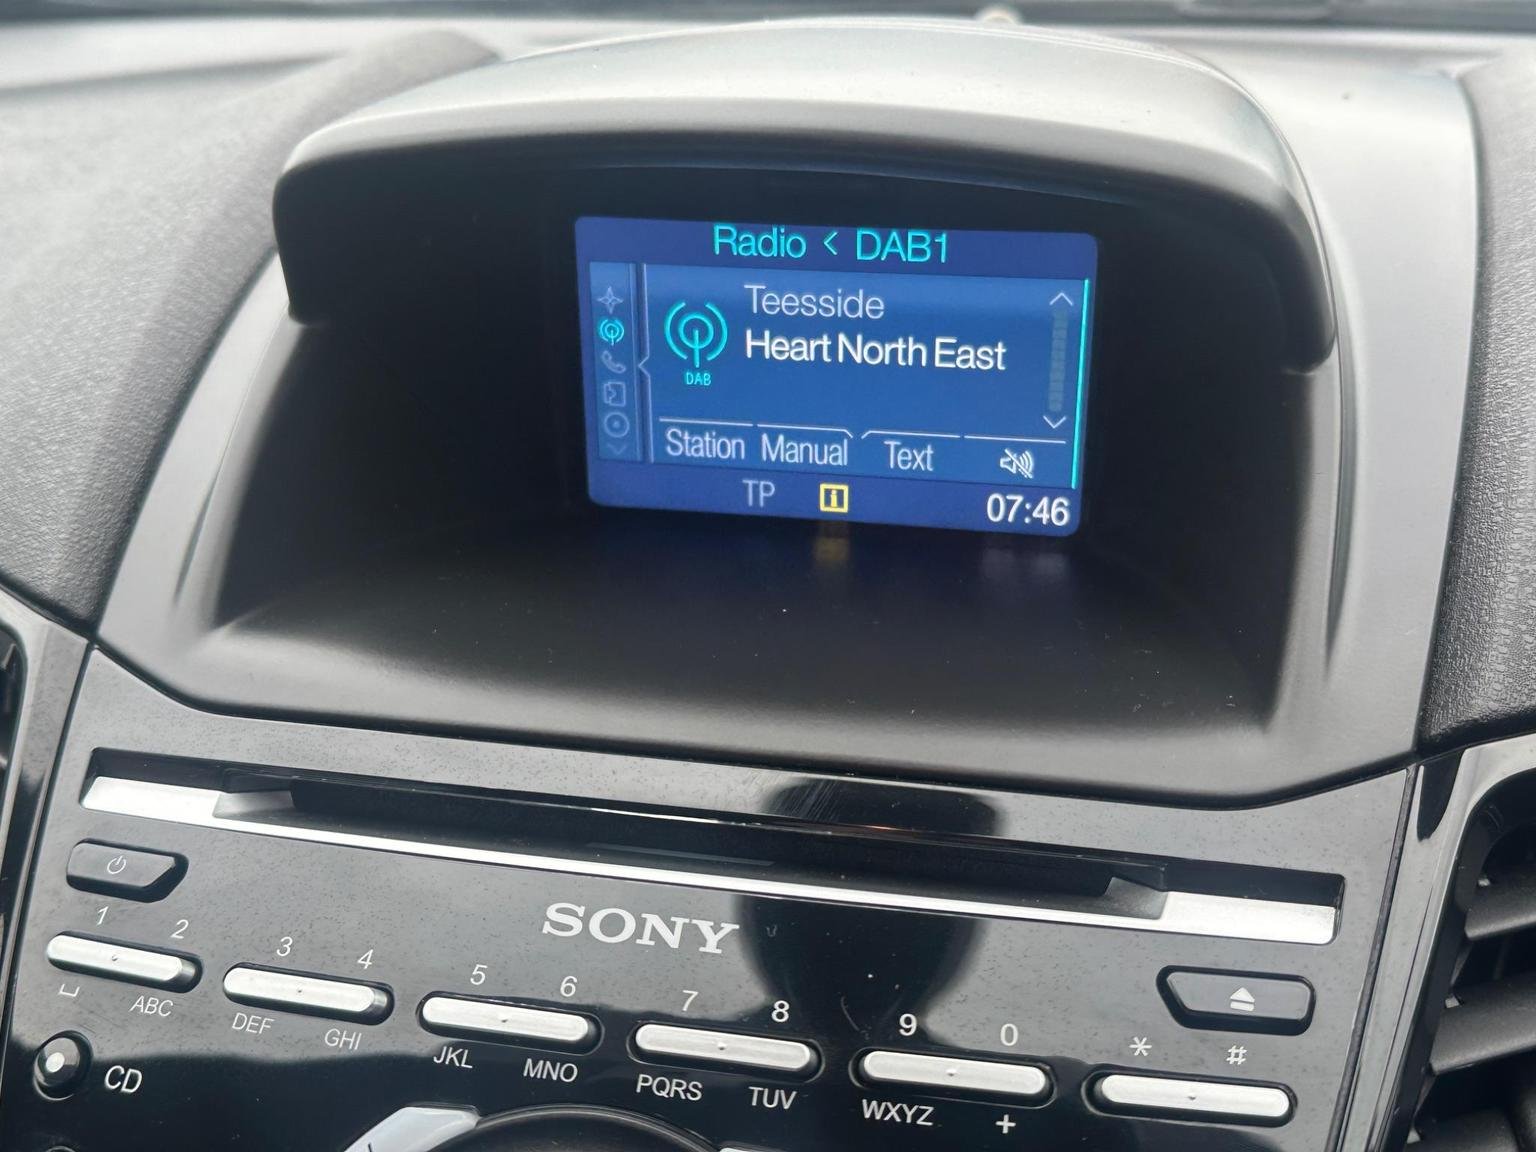 Radio < DAB1
Teesside
Heart North East
DAB
Station Manual Text
TP i 07:46
SONY
1 2 3 4 5 6 7 8 9 0 * #
ABC DEF GHI JKL MNO PQRS TUV WXYZ +
CD